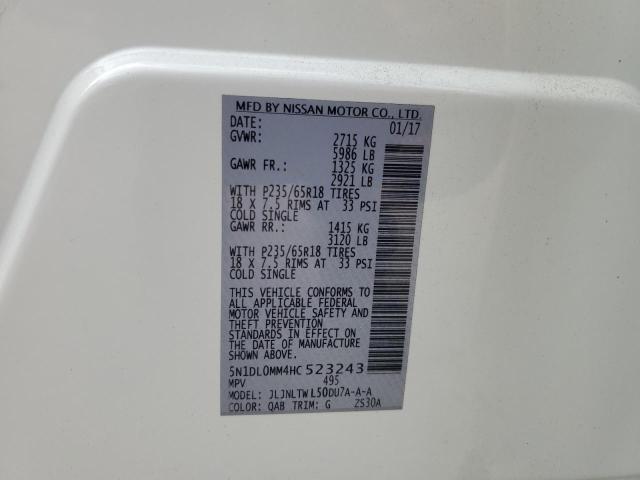 MFD BY NISSAN MOTOR CO., LTD.
DATE: 01/17
GVWR: 2715 KG
5986 LB
GAWR FR.: 1325 KG
2921 LB
WITH P235/65R18 TIRES
18 X 7.5 RIMS AT 33 PSI
COLD SINGLE
GAWR RR.: 1415 KG
3120 LB
WITH P235/65R18 TIRES
18 X 7.5 RIMS AT 33 PSI
COLD SINGLE
THIS VEHICLE CONFORMS TO
ALL APPLICABLE FEDERAL
MOTOR VEHICLE SAFETY AND
THEFT PREVENTION
STANDARDS IN EFFECT ON
THE DATE OF MANUFACTURE
SHOWN ABOVE.
5N1DL0MM4HC 523243
MPV 495
MODEL: JLJNLTW L50DU7A-A-A
COLOR: QAB TRIM: G ZS30A